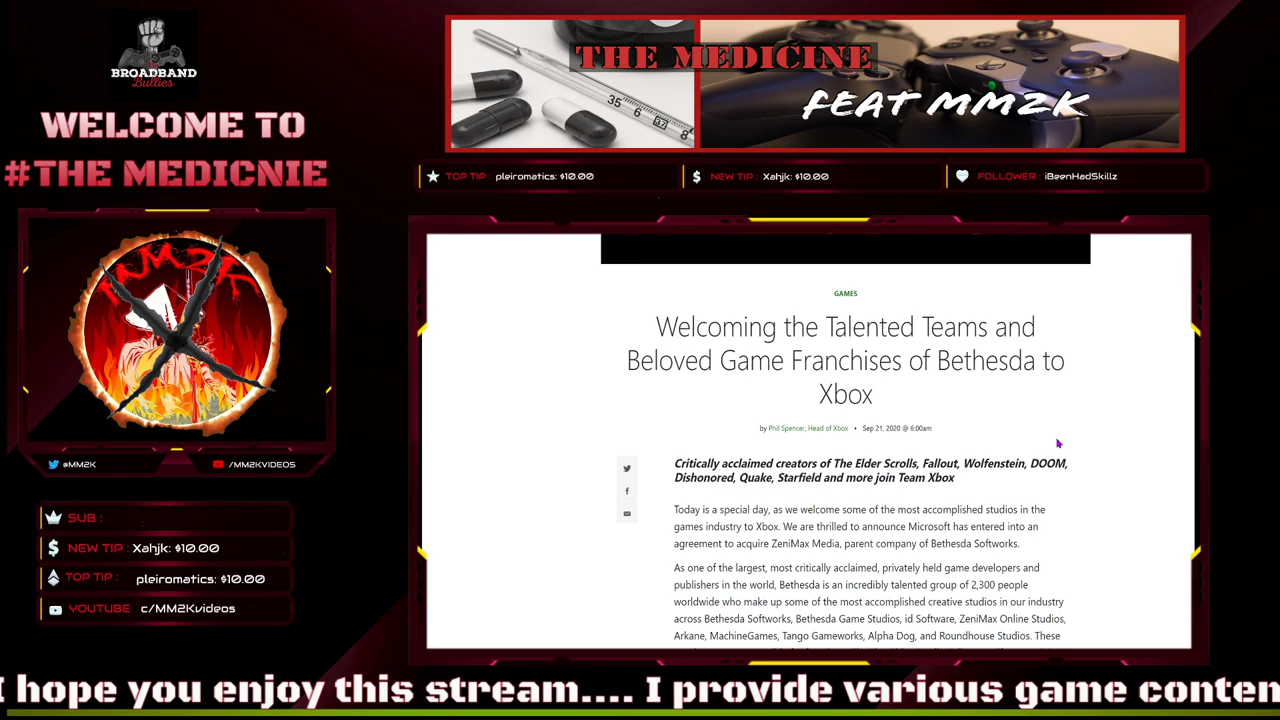 BROADBAND
Bullies
WELCOME TO
#THE MEDICNIE
THE MEDICINE
FEAT MM2K
35
6
37
8
TOP TIP : pleiromatics: $10.00
NEW TIP : Xahjk: $10.00
FOLLOWER : iBeenHadSkillz
MM2K
@MM2K
/MM2KVIDEOS
SUB :
NEW TIP : Xahjk: $10.00
TOP TIP : pleiromatics: $10.00
YOUTUBE c/MM2Kvideos
GAMES
Welcoming the Talented Teams and
Beloved Game Franchises of Bethesda to
Xbox
by Phil Spencer, Head of Xbox • Sep 21, 2020 @ 6:00am
Critically acclaimed creators of The Elder Scrolls, Fallout, Wolfenstein, DOOM,
Dishonored, Quake, Starfield and more join Team Xbox
Today is a special day, as we welcome some of the most accomplished studios in the
games industry to Xbox. We are thrilled to announce Microsoft has entered into an
agreement to acquire ZeniMax Media, parent company of Bethesda Softworks.
As one of the largest, most critically acclaimed, privately held game developers and
publishers in the world, Bethesda is an incredibly talented group of 2,300 people
worldwide who make up some of the most accomplished creative studios in our industry
across Bethesda Softworks, Bethesda Game Studios, id Software, ZeniMax Online Studios,
Arkane, MachineGames, Tango Gameworks, Alpha Dog, and Roundhouse Studios. These
I hope you enjoy this stream.... I provide various game conten